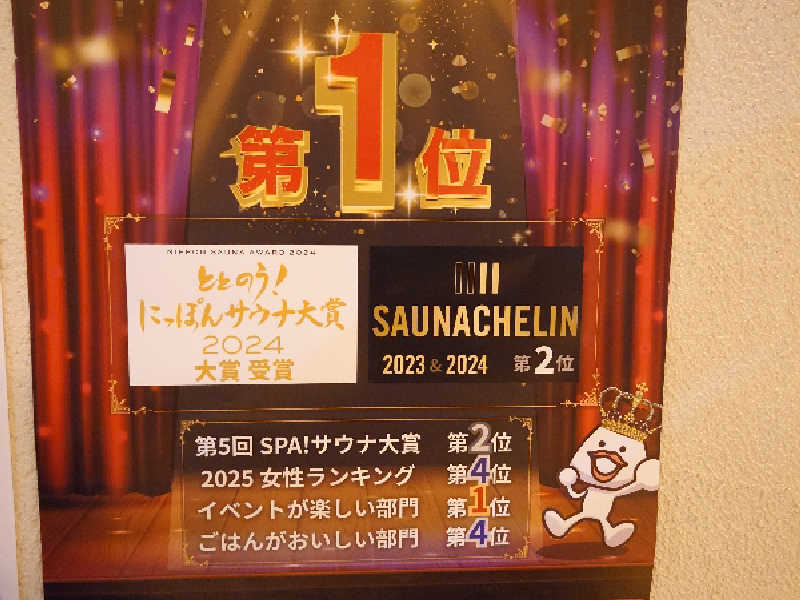 第1位
NIPPON SAUNA AWARD 2024
ととのう!
にっぽんサウナ大賞
2024
大賞 受賞
SAUNACHELIN
2023 & 2024 第2位
第5回 SPA!サウナ大賞 第2位
2025 女性ランキング 第4位
イベントが楽しい部門 第1位
ごはんがおいしい部門 第4位